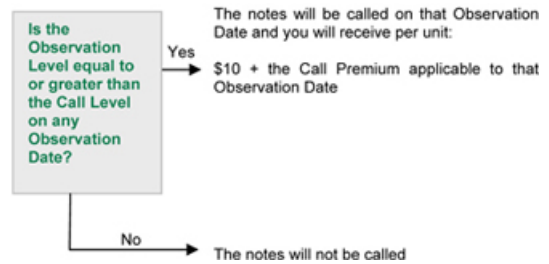 Is the
Observation
Level equal to
or greater than
the Call Level
on any
Observation
Date?
Yes
The notes will be called on that Observation
Date and you will receive per unit:
$10 + the Call Premium applicable to that
Observation Date
No
The notes will not be called